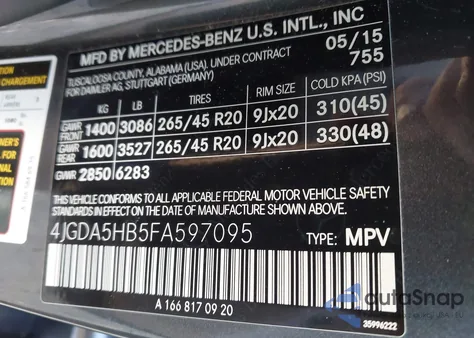 MFD BY MERCEDES-BENZ U.S. INTL., INC
TUSCALOOSA COUNTY, ALABAMA (USA), UNDER CONTRACT
FOR DAIMLER AG, STUTTGART (GERMANY)
05/15
755
KG LB TIRES RIM SIZE COLD KPA (PSI)
GAWR FRONT 1400 3086 265/45 R20 9Jx20 310(45)
GAWR REAR 1600 3527 265/45 R20 9Jx20 330(48)
GVWR 2850 6283
THIS VEHICLE CONFORMS TO ALL APPLICABLE FEDERAL MOTOR VEHICLE SAFETY
STANDARDS IN EFFECT ON THE DATE OF MANUFACTURE SHOWN ABOVE.
4JGDA5HB5FA597095 TYPE: MPV
A 166 817 09 20
autoSnap
35996222
CHARGEMENT